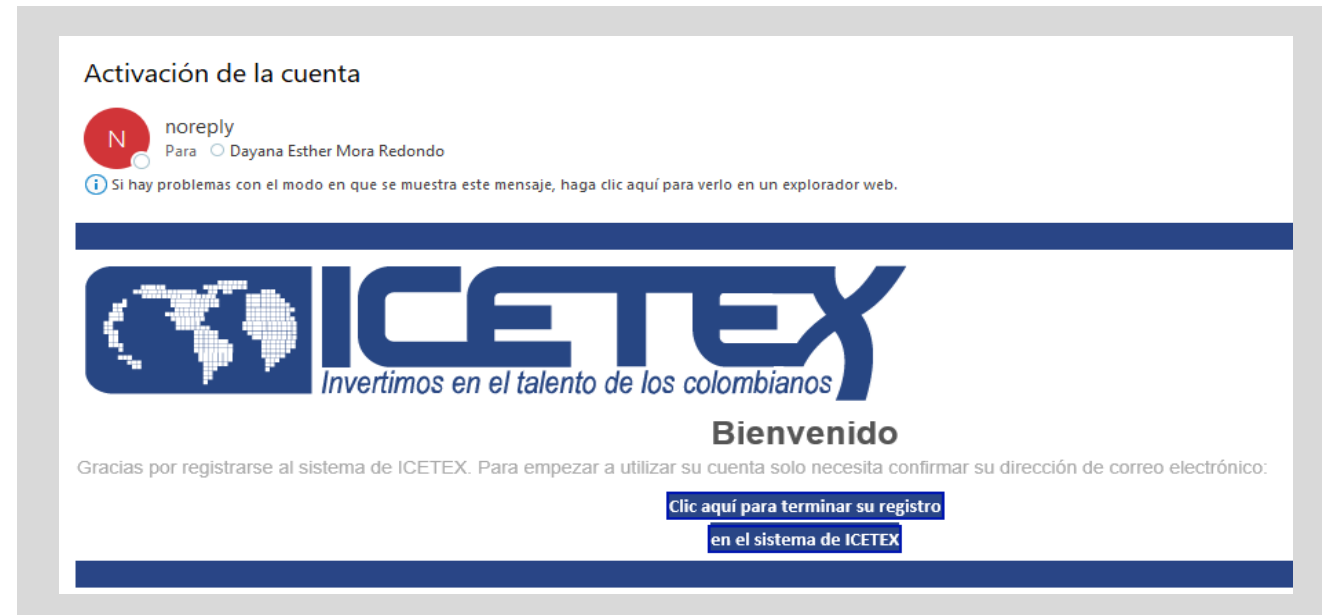 Activación de la cuenta
N
noreply
Para Dayana Esther Mora Redondo
Si hay problemas con el modo en que se muestra este mensaje, haga clic aquí para verlo en un explorador web.
ICETEX
Invertimos en el talento de los colombianos
Bienvenido
Gracias por registrarse al sistema de ICETEX. Para empezar a utilizar su cuenta solo necesita confirmar su dirección de correo electrónico:
Clic aquí para terminar su registro
en el sistema de ICETEX